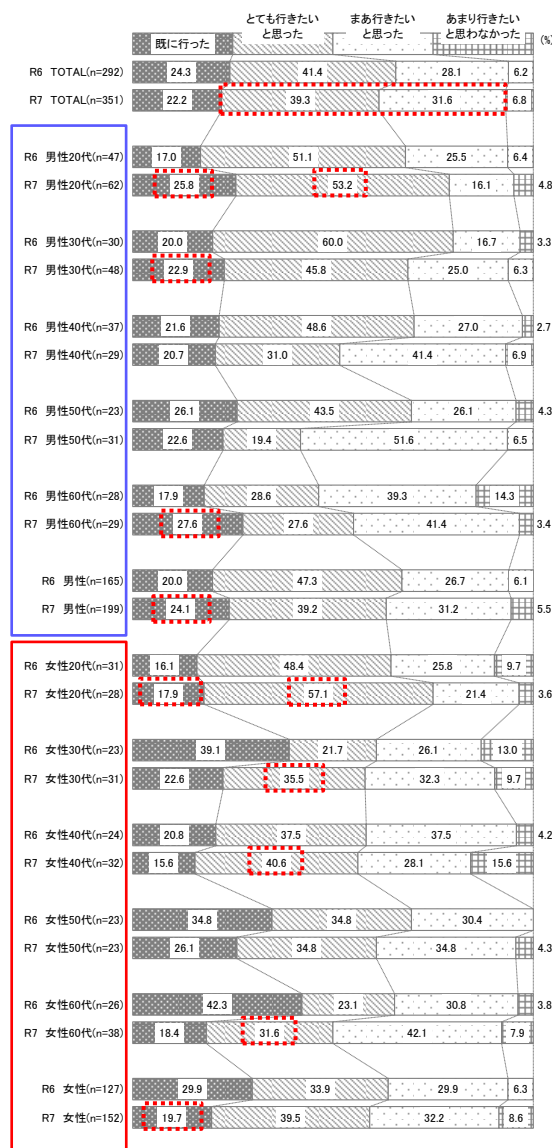 既に行った
とても行きたい
と思った
まあ行きたい
と思った
あまり行きたい
と思わなかった
(%)
R6 TOTAL(n=292) 24.3 41.4 28.1 6.2
R7 TOTAL(n=351) 22.2 39.3 31.6 6.8
R6 男性20代(n=47) 17.0 51.1 25.5 6.4
R7 男性20代(n=62) 25.8 53.2 16.1 4.8
R6 男性30代(n=30) 20.0 60.0 16.7 3.3
R7 男性30代(n=48) 22.9 45.8 25.0 6.3
R6 男性40代(n=37) 21.6 48.6 27.0 2.7
R7 男性40代(n=29) 20.7 31.0 41.4 6.9
R6 男性50代(n=23) 26.1 43.5 26.1 4.3
R7 男性50代(n=31) 22.6 19.4 51.6 6.5
R6 男性60代(n=28) 17.9 28.6 39.3 14.3
R7 男性60代(n=29) 27.6 27.6 41.4 3.4
R6 男性(n=165) 20.0 47.3 26.7 6.1
R7 男性(n=199) 24.1 39.2 31.2 5.5
R6 女性20代(n=31) 16.1 48.4 25.8 9.7
R7 女性20代(n=28) 17.9 57.1 21.4 3.6
R6 女性30代(n=23) 39.1 21.7 26.1 13.0
R7 女性30代(n=31) 22.6 35.5 32.3 9.7
R6 女性40代(n=24) 20.8 37.5 37.5 4.2
R7 女性40代(n=32) 15.6 40.6 28.1 15.6
R6 女性50代(n=23) 34.8 34.8 30.4
R7 女性50代(n=23) 26.1 34.8 34.8 4.3
R6 女性60代(n=26) 42.3 23.1 30.8 3.8
R7 女性60代(n=38) 18.4 31.6 42.1 7.9
R6 女性(n=127) 29.9 33.9 29.9 6.3
R7 女性(n=152) 19.7 39.5 32.2 8.6